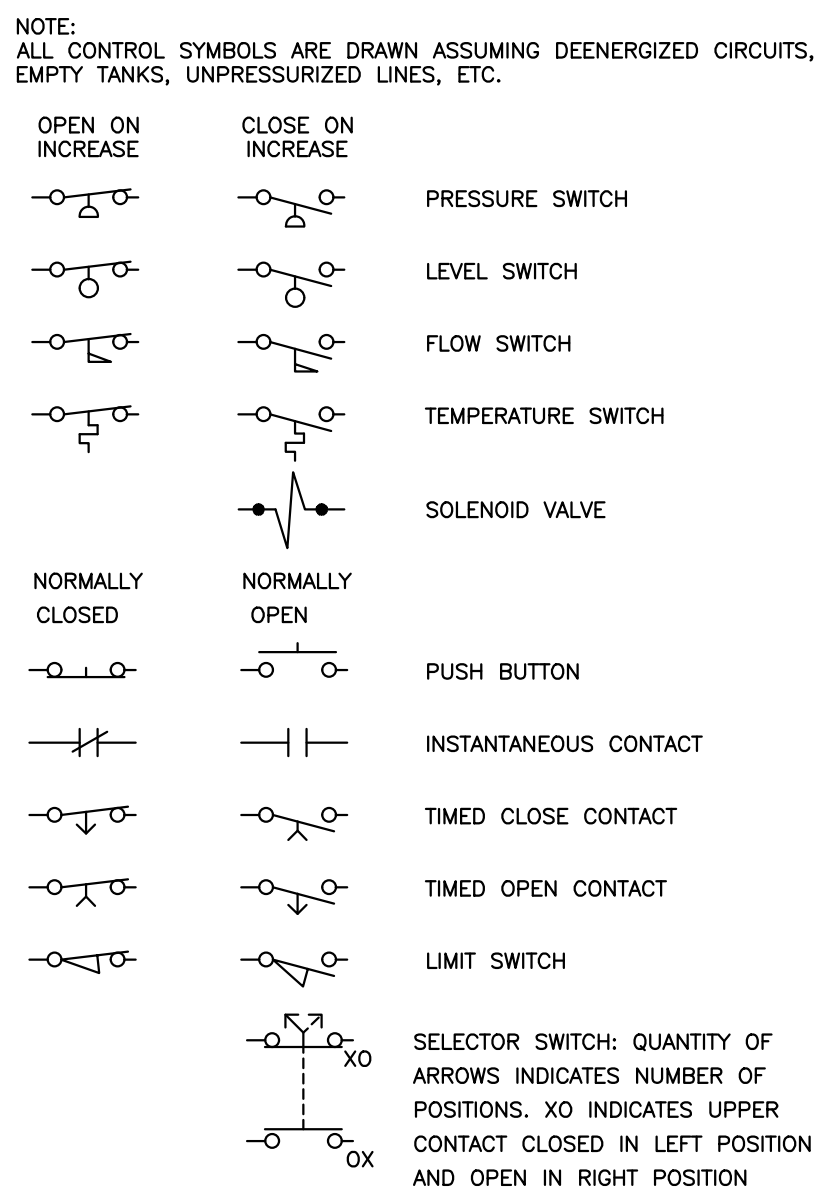 NOTE:
ALL CONTROL SYMBOLS ARE DRAWN ASSUMING DEENERGIZED CIRCUITS,
EMPTY TANKS, UNPRESSURIZED LINES, ETC.
OPEN ON
INCREASE
CLOSE ON
INCREASE
PRESSURE SWITCH
LEVEL SWITCH
FLOW SWITCH
TEMPERATURE SWITCH
SOLENOID VALVE
NORMALLY
CLOSED
NORMALLY
OPEN
PUSH BUTTON
INSTANTANEOUS CONTACT
TIMED CLOSE CONTACT
TIMED OPEN CONTACT
LIMIT SWITCH
XO
OX
SELECTOR SWITCH: QUANTITY OF
ARROWS INDICATES NUMBER OF
POSITIONS. XO INDICATES UPPER
CONTACT CLOSED IN LEFT POSITION
AND OPEN IN RIGHT POSITION